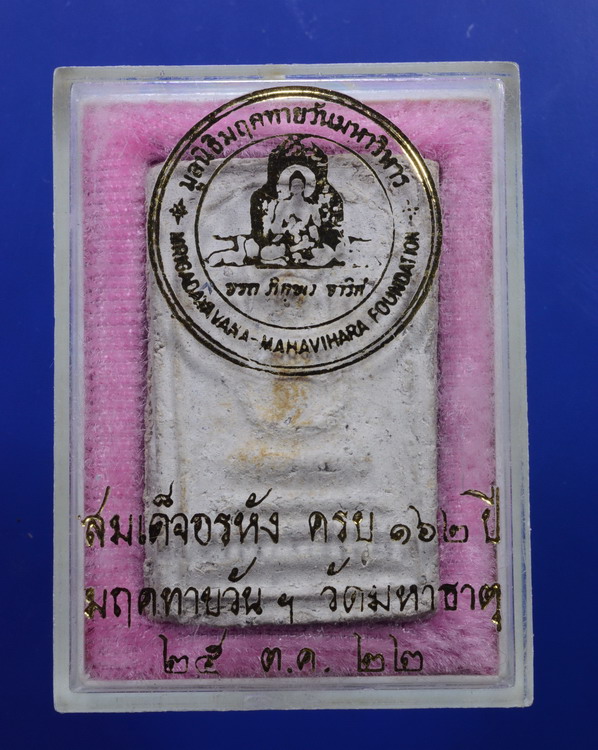 มูลนิธิมฤคทายวันมหาวิหาร
MRIGADAYAVANA-MAHAVIHARA FOUNDATION
สมเด็จอรหัง ครบ ๑๖๒ ปี
มฤคทายวันฯ วัดมหาธาตุ
๒๕ ต.ค. ๒๒